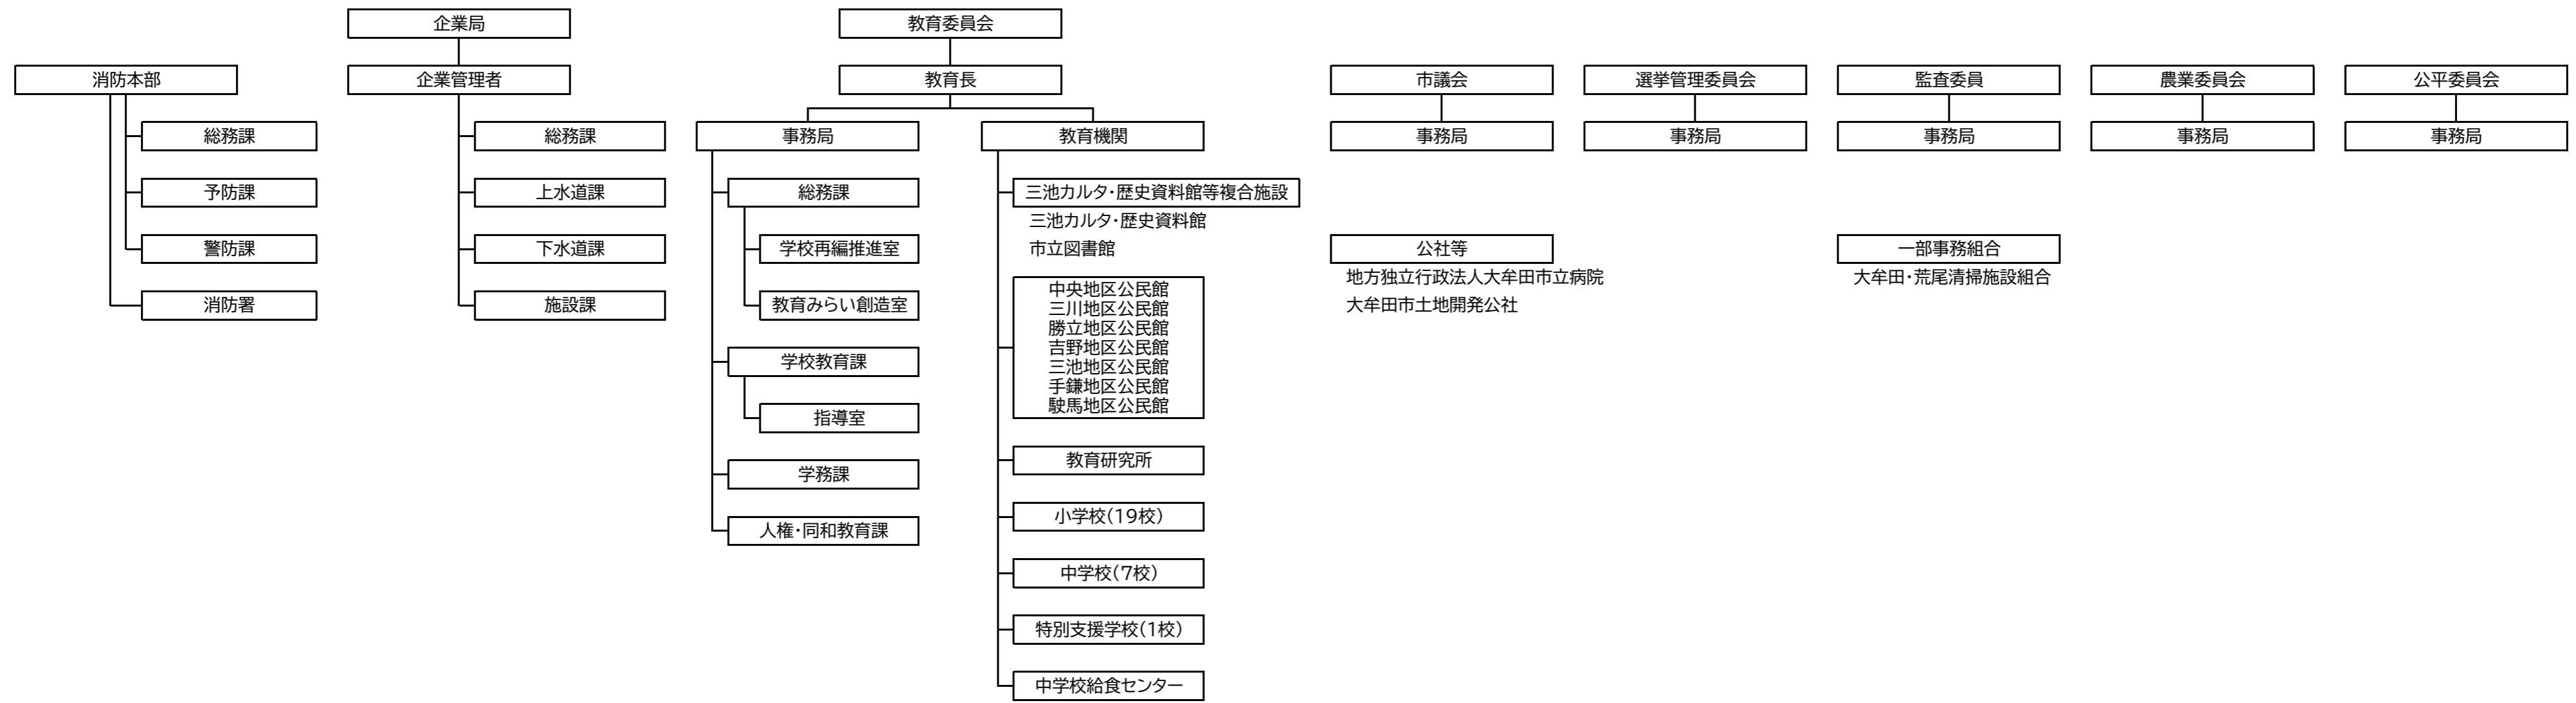 企業局
教育委員会
消防本部
企業管理者
教育長
市議会
選挙管理委員会
監査委員
農業委員会
公平委員会
総務課
総務課
事務局
教育機関
事務局
事務局
事務局
事務局
事務局
予防課
上水道課
総務課
三池カルタ・歴史資料館等複合施設
三池カルタ・歴史資料館
警防課
下水道課
学校再編推進室
市立図書館
公社等
一部事務組合
地方独立行政法人大牟田市立病院
大牟田・荒尾清掃施設組合
消防署
施設課
教育みらい創造室
大牟田市土地開発公社
中央地区公民館
三川地区公民館
勝立地区公民館
吉野地区公民館
三池地区公民館
手鎌地区公民館
駛馬地区公民館
学校教育課
指導室
教育研究所
学務課
小学校(19校)
人権・同和教育課
中学校(7校)
特別支援学校(1校)
中学校給食センター